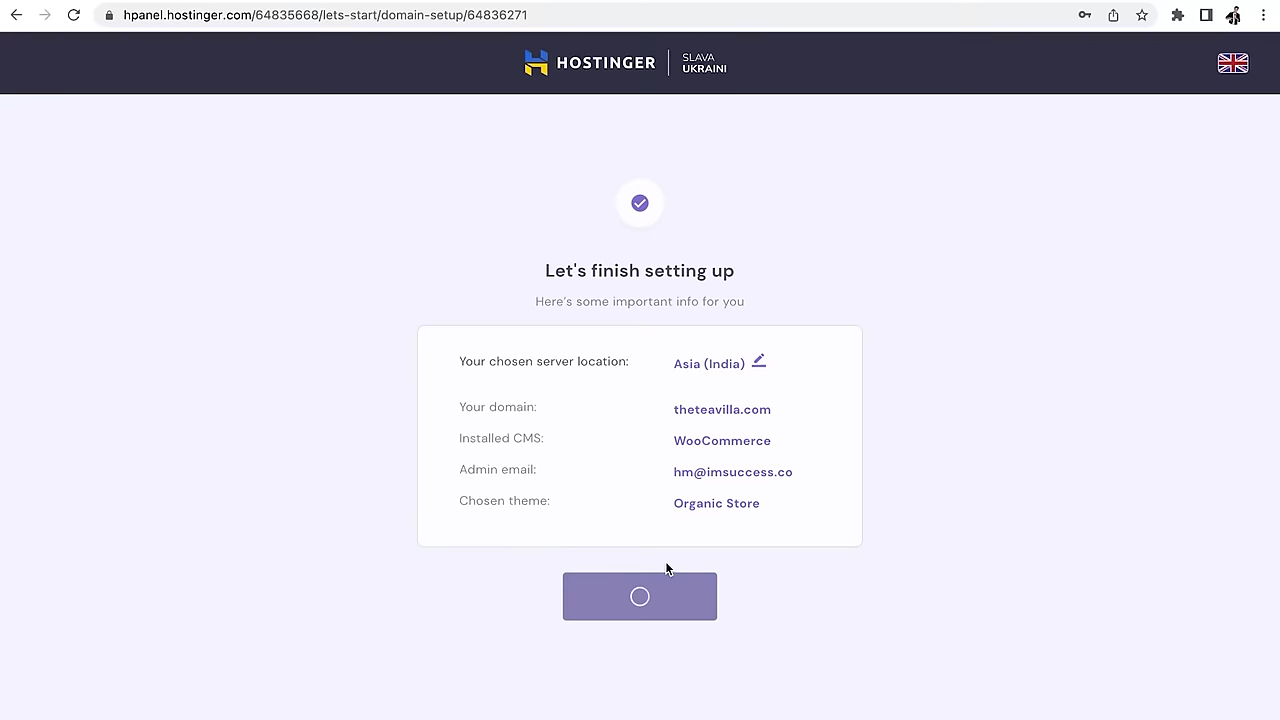 hpanel.hostinger.com/64835668/lets-start/domain-setup/64836271
HOSTINGER
SLAVA
UKRAINI
Let's finish setting up
Here's some important info for you
Your chosen server location: Asia (India)
Your domain: theteavilla.com
Installed CMS: WooCommerce
Admin email: hm@imsuccess.co
Chosen theme: Organic Store